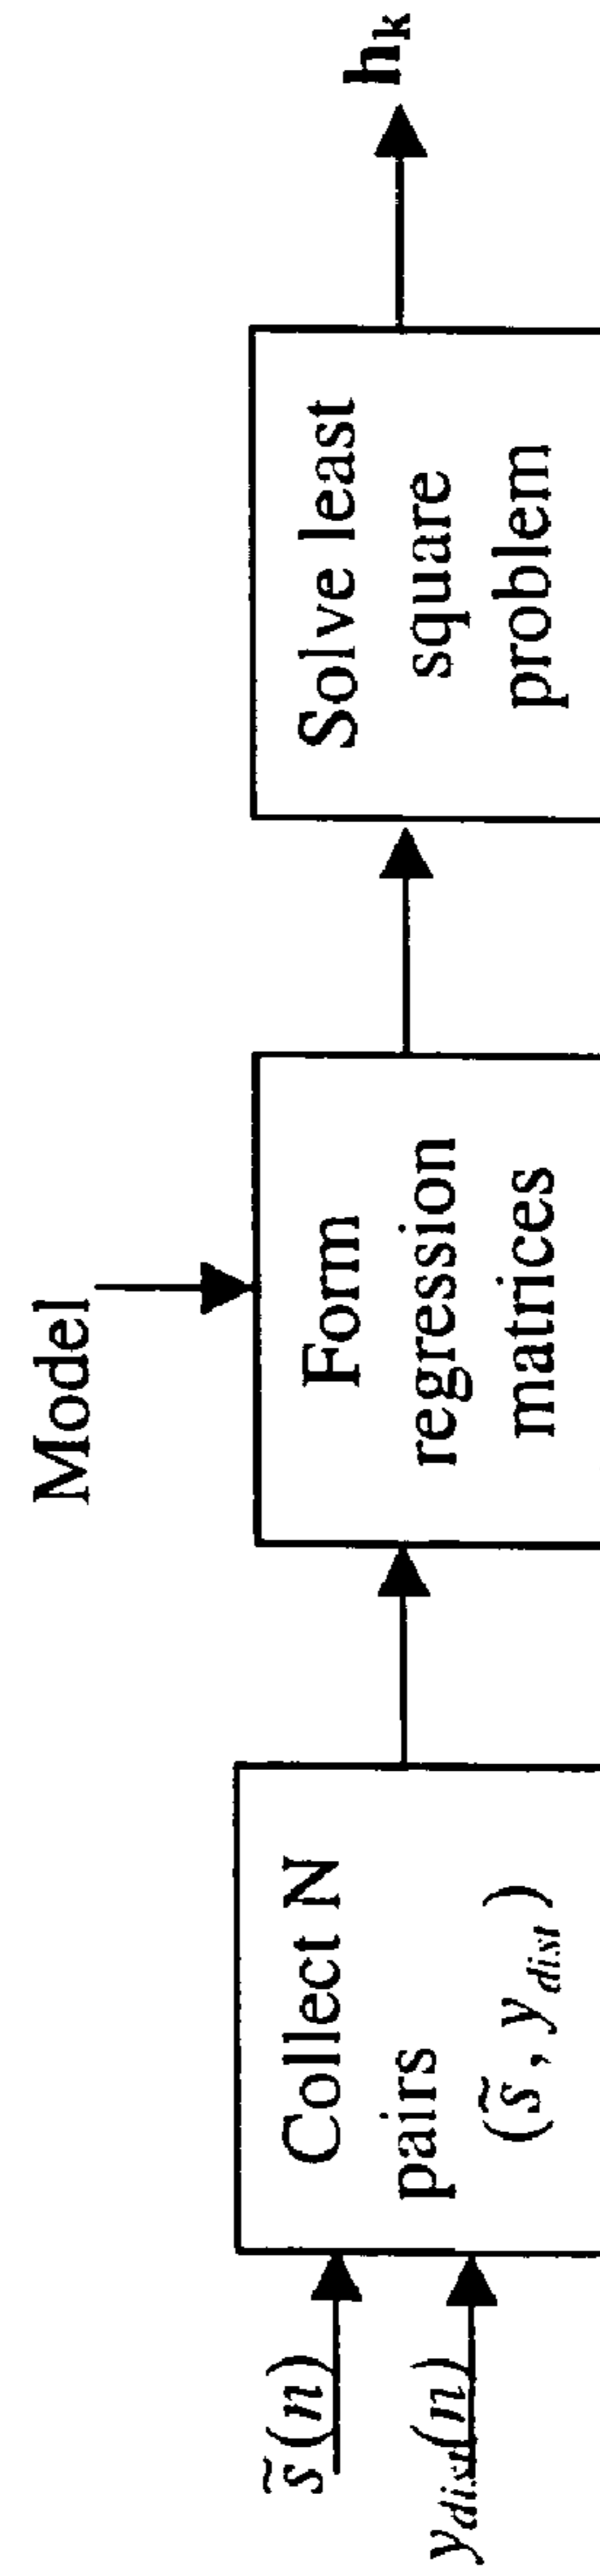 s̃(n)
y_dist(n)
Collect N
pairs
(s̃, y_dist)
Model
Form
regression
matrices
Solve least
square
problem
h_k